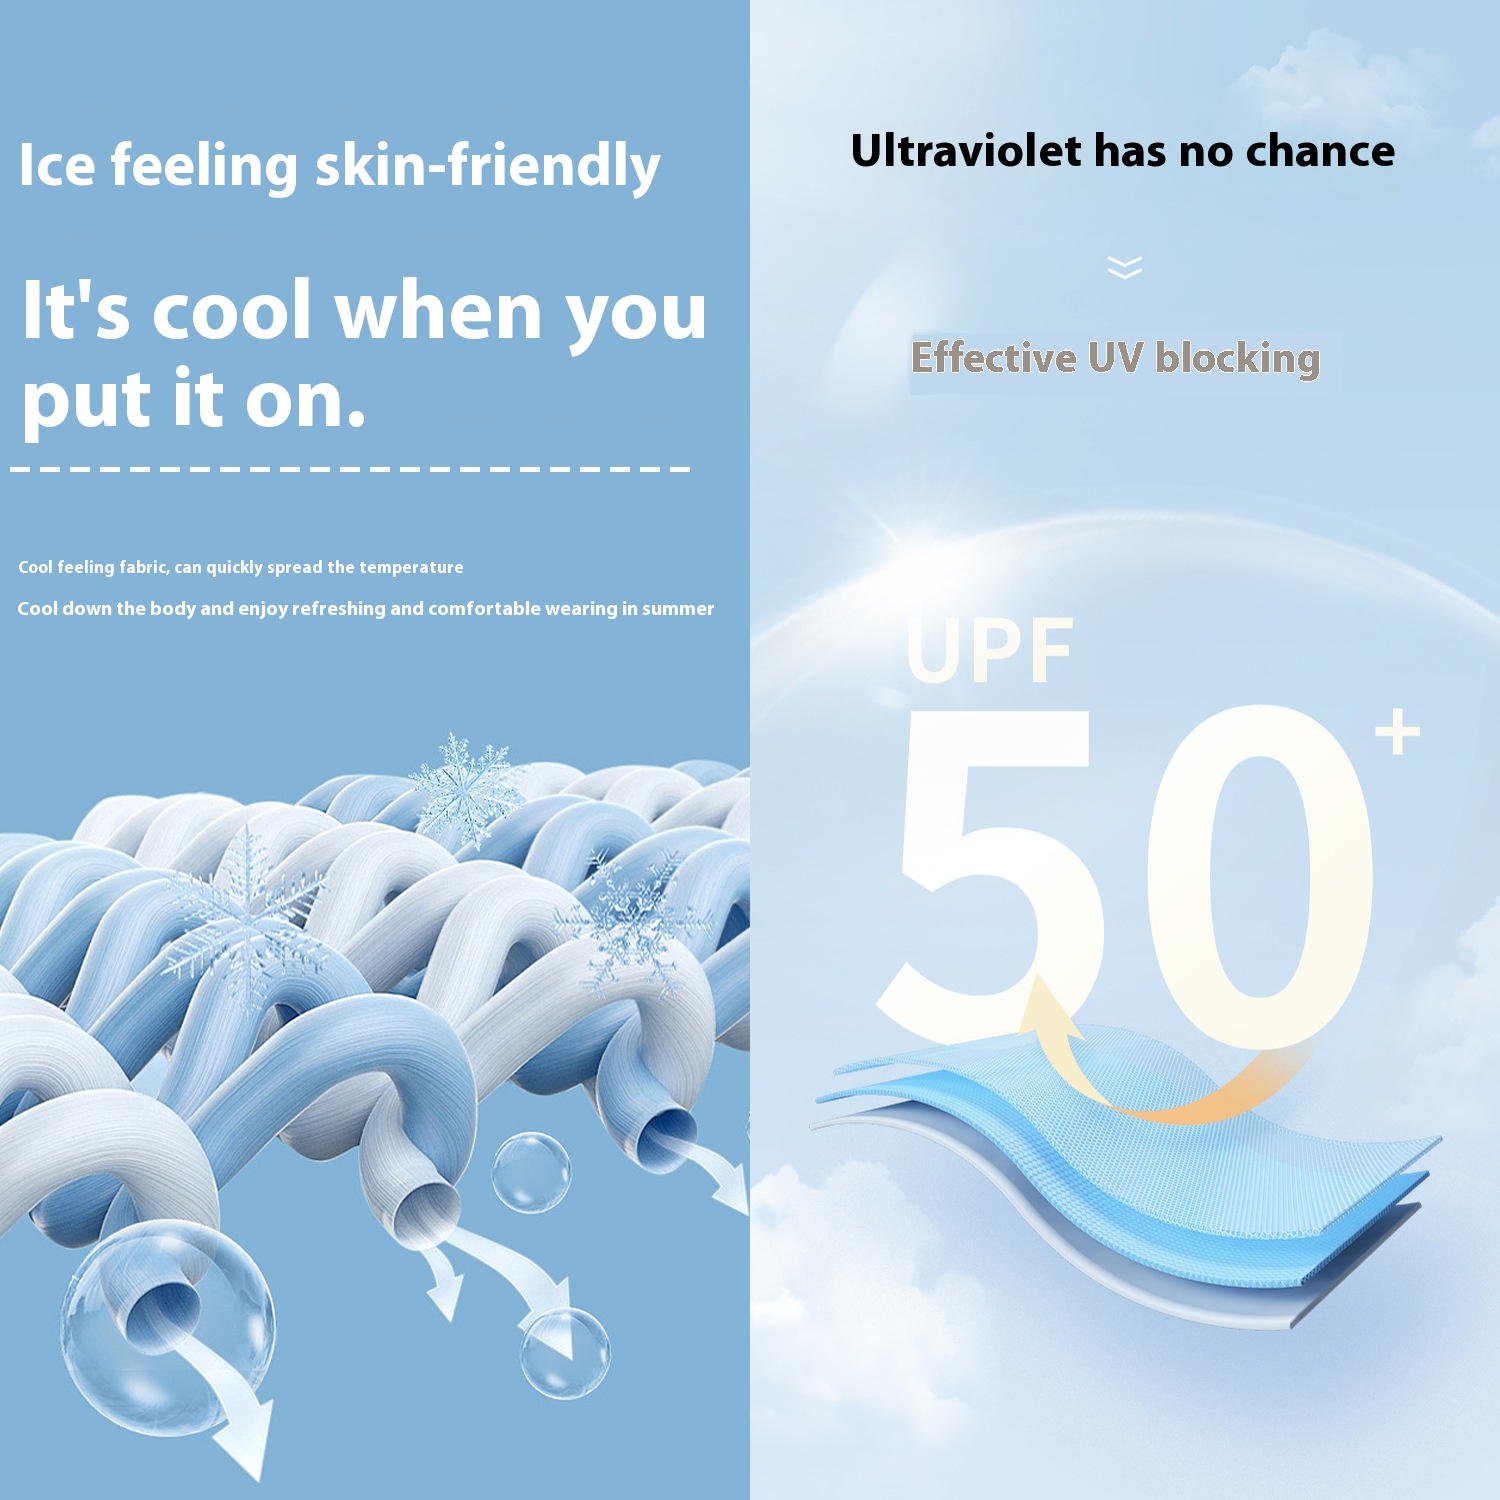 Ice feeling skin-friendly
It's cool when you
put it on.
Cool feeling fabric, can quickly spread the temperature
Cool down the body and enjoy refreshing and comfortable wearing in summer
Ultraviolet has no chance
Effective UV blocking
UPF
50+